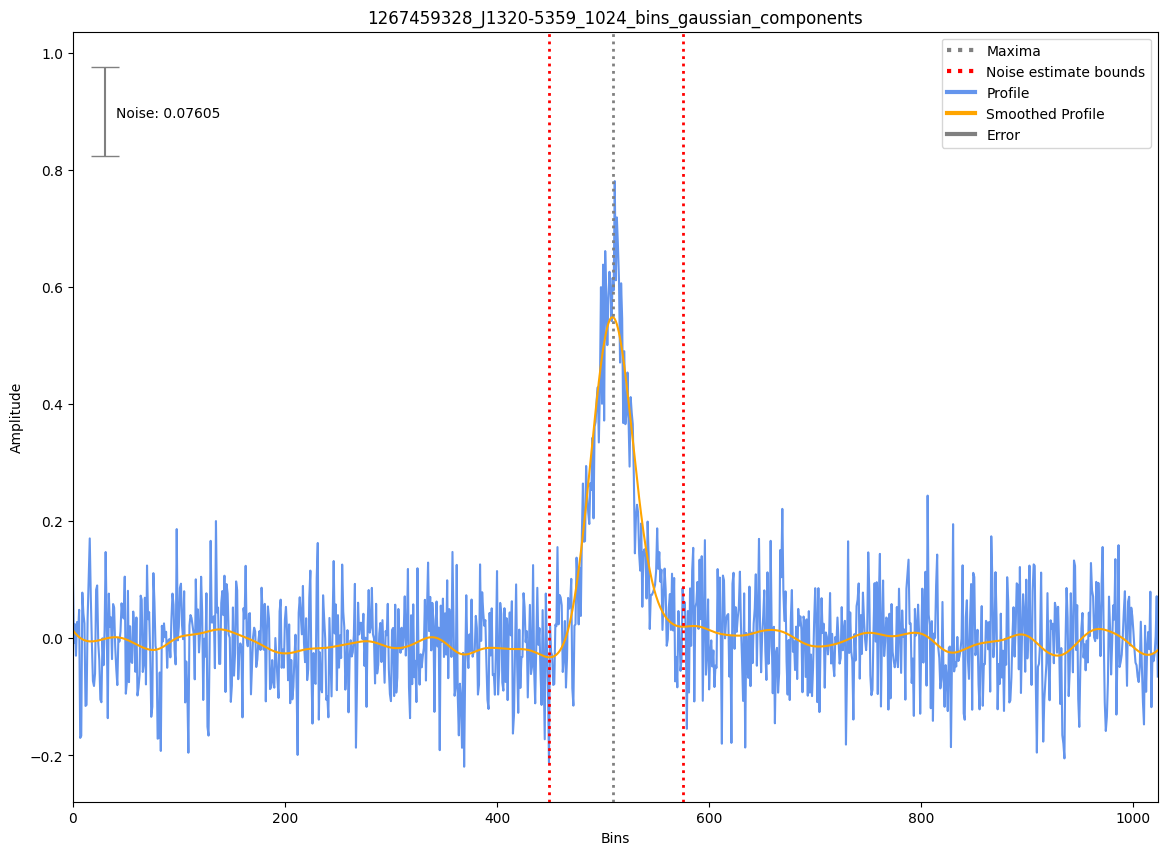 1267459328_J1320-5359_1024_bins_gaussian_components
Maxima
Noise estimate bounds
Profile
Smoothed Profile
Error
Noise: 0.07605
1.0
0.8
0.6
0.4
0.2
0.0
−0.2
Amplitude
0 200 400 600 800 1000
Bins